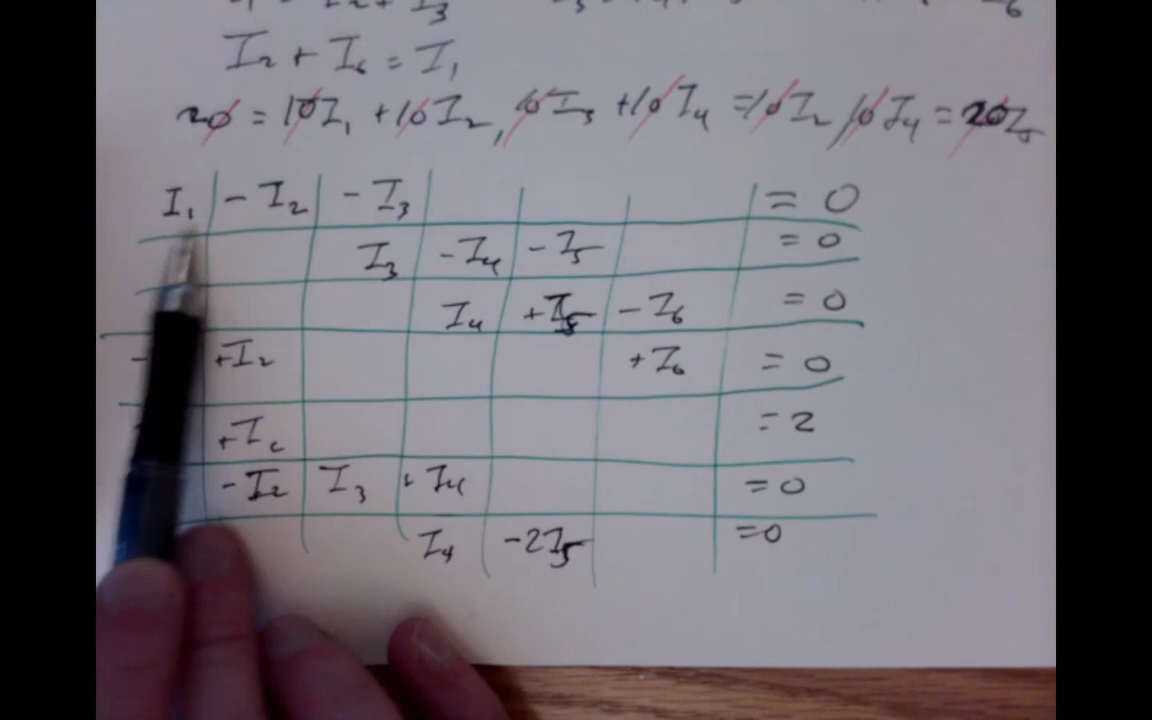 I₂ + I₆ = I₁
20 = 10I₁ + 10I₂, 10I₃ + 10I₄ = 10I₂ 10I₄ = 20I₅
I₁ - I₂ - I₃ = 0
I₃ - I₄ - I₅ = 0
I₄ + I₅ - I₆ = 0
- +I₂ + I₆ = 0
+I₂ = 2
- I₂ I₃ + I₄ = 0
I₄ - 2I₅ = 0